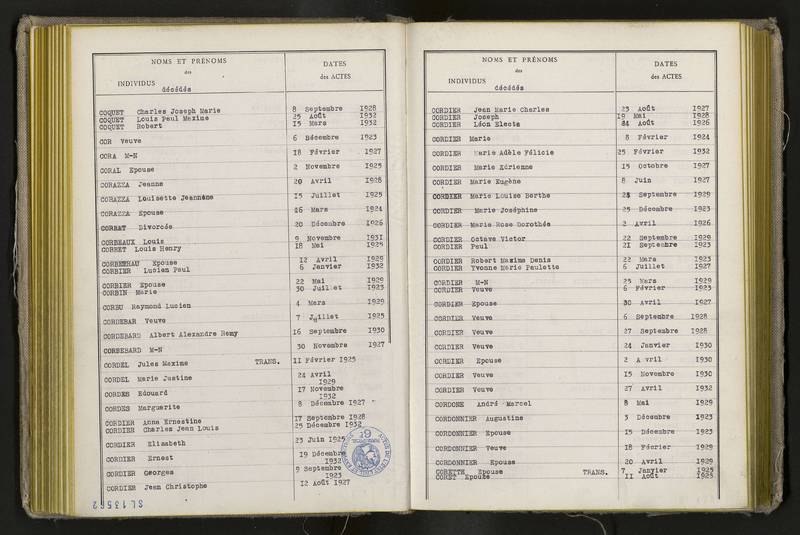 NOMS ET PRÉNOMS
des
INDIVIDUS
décédés
DATES
des ACTES
COQUET Charles Joseph Marie 8 Septembre 1928
COQUET Louis Paul Maxime 25 Août 1932
COQUET Robert 15 Mars 1932
COR Veuve 6 Décembre 1923
CORA M-N 18 Février 1927
CORAL Epouse 2 Novembre 1925
CORAZZA Jeanne 20 Avril 1928
CORAZZA Louisette Jeannène 15 Juillet 1925
CORAZZA Epouse 26 Mars 1924
CORBAT Divorcée 20 Décembre 1926
CORBEAUX Louis 9 Novembre 1931
CORBET Louis Henry 18 Mai 1925
Epouse 12 Avril 1929
CORBIER Lucien Paul 6 Janvier 1932
CORBIER Epouse 22 Mai 1929
CORBIN Marie 30 Juillet 1923
CORBU Raymond Lucien 4 Mars 1929
CORDEBAR Veuve 7 Juillet 1925
CORDEBARD Albert Alexandre Remy 16 Septembre 1930
CORDEBARD M-N 30 Novembre 1927
CORDEL Jules Maxime TRANS. 11 Février 1925
CORDEL Marie Justine 24 Avril
1929
CORDES Edouard 17 Novembre
1932
CORDES Marguerite 8 Décembre 1927
CORDIER Anna Ernestine 17 Septembre 1928
CORDIER Charles Jean Louis 25 Décembre 1932
CORDIER Elisabeth 23 Juin 1925
CORDIER Ernest 19 Décembre
1932
CORDIER Georges 9 Septembre
1923
CORDIER Jean Christophe 12 Août 1927
SL13562
NOMS ET PRÉNOMS
des
INDIVIDUS
décédés
DATES
des ACTES
CORDIER Jean Marie Charles 23 Août 1927
CORDIER Joseph 19 Mai 1928
CORDIER Léon Electa Août 1926
CORDIER Marie 8 Février 1924
CORDIER Marie Adèle Félicie 25 Février 1932
CORDIER Marie Adrienne 15 Octobre 1927
CORDIER Marie Eugène 8 Juin 1927
CORDIER Marie Louise Berthe Septembre 1929
CORDIER Marie Joséphine 25 Décembre 1923
CORDIER Marie Rose Dorothée 2 Avril 1926
CORDIER Octave Victor 22 Septembre 1929
CORDIER Paul 21 Septembre 1923
CORDIER Robert Maxime Denis 22 Mars 1923
CORDIER Yvonne Marie Paulette 6 Juillet 1927
CORDIER M-N 25 Mars 1929
CORDIER Veuve 6 Février 1923
CORDIER Epouse 30 Avril 1927
CORDIER Veuve 6 Septembre 1928
CORDIER Veuve 27 Septembre 1928
CORDIER Veuve 24 Janvier 1930
CORDIER Epouse 2 Avril 1930
CORDIER Veuve 15 Novembre 1930
CORDIER Veuve 27 Avril 1932
CORDONE André Marcel 8 Mai 1929
CORDONNIER Augustine 3 Décembre 1923
CORDONNIER Epouse 15 Décembre 1923
CORDONNIER Veuve 18 Février 1929
CORDONNIER Epouse 20 Avril 1929
CORETTE Epouse TRANS. 7 Janvier 1925
CORET Epouse 11 Août 1925